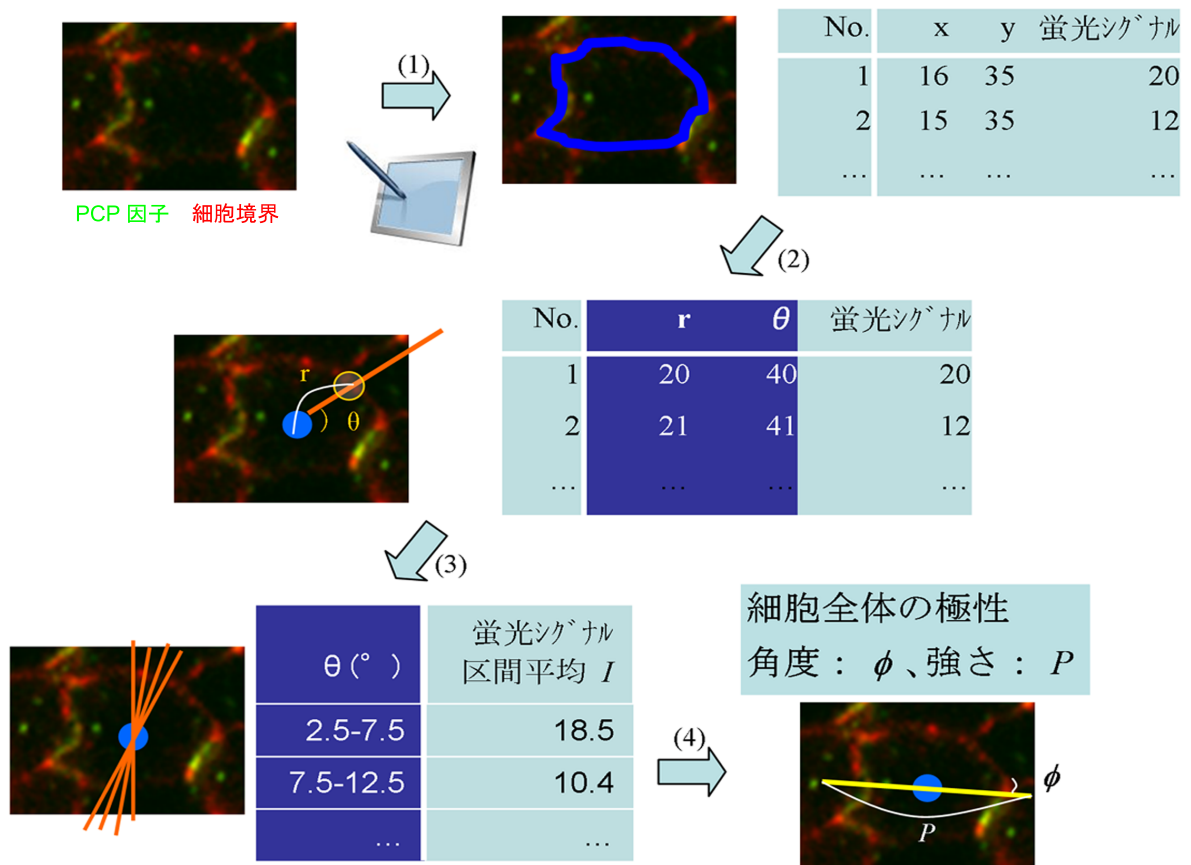 (1)
PCP 因子 細胞境界
No. x y 蛍光ｼｸﾞﾅﾙ
1 16 35 20
2 15 35 12
… … … …
(2)
r
θ
No. r θ 蛍光ｼｸﾞﾅﾙ
1 20 40 20
2 21 41 12
… … … …
(3)
θ(°) 蛍光ｼｸﾞﾅﾙ
区間平均 I
2.5-7.5 18.5
7.5-12.5 10.4
… …
(4)
細胞全体の極性
角度： ϕ、強さ： P
ϕ
P